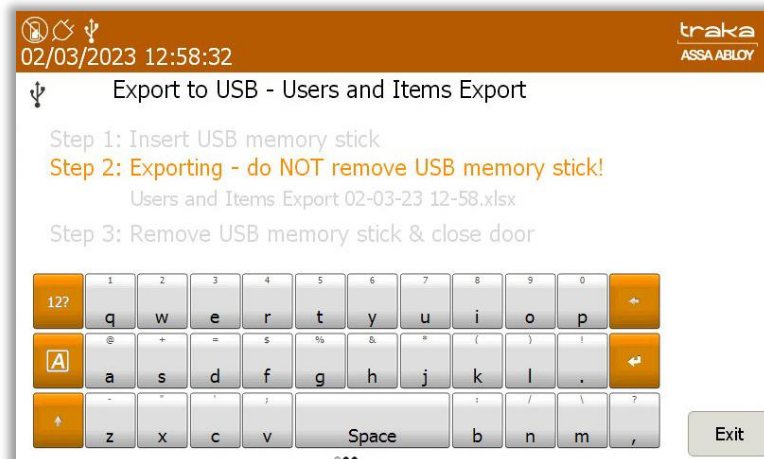 traka
02/03/2023 12:58:32
ASSA ABLOY
Export to USB - Users and Items Export
Step 1: Insert USB memory stick
Step 2: Exporting - do NOT remove USB memory stick!
Users and Items Export 02-03-23 12-58.xlsx
Step 3: Remove USB memory stick & close door
1 2 3 4 5 6 7 8 9 0
12? q w e r t y u i o p
@ + = $ % & * ( ) !
A a s d f g h j k l .
- " ' ; : / \ ?
z x c v Space b n m ,
Exit